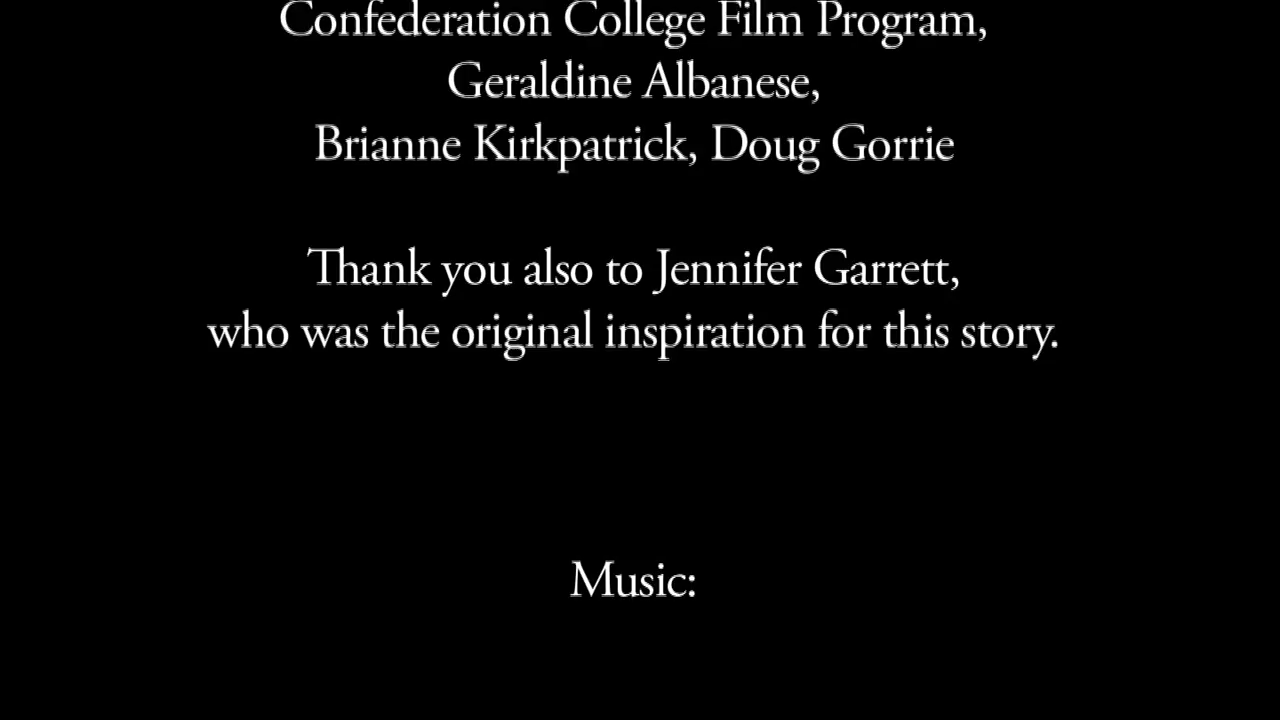 Confederation College Film Program,
Geraldine Albanese,
Brianne Kirkpatrick, Doug Gorrie
Thank you also to Jennifer Garrett,
who was the original inspiration for this story.
Music: